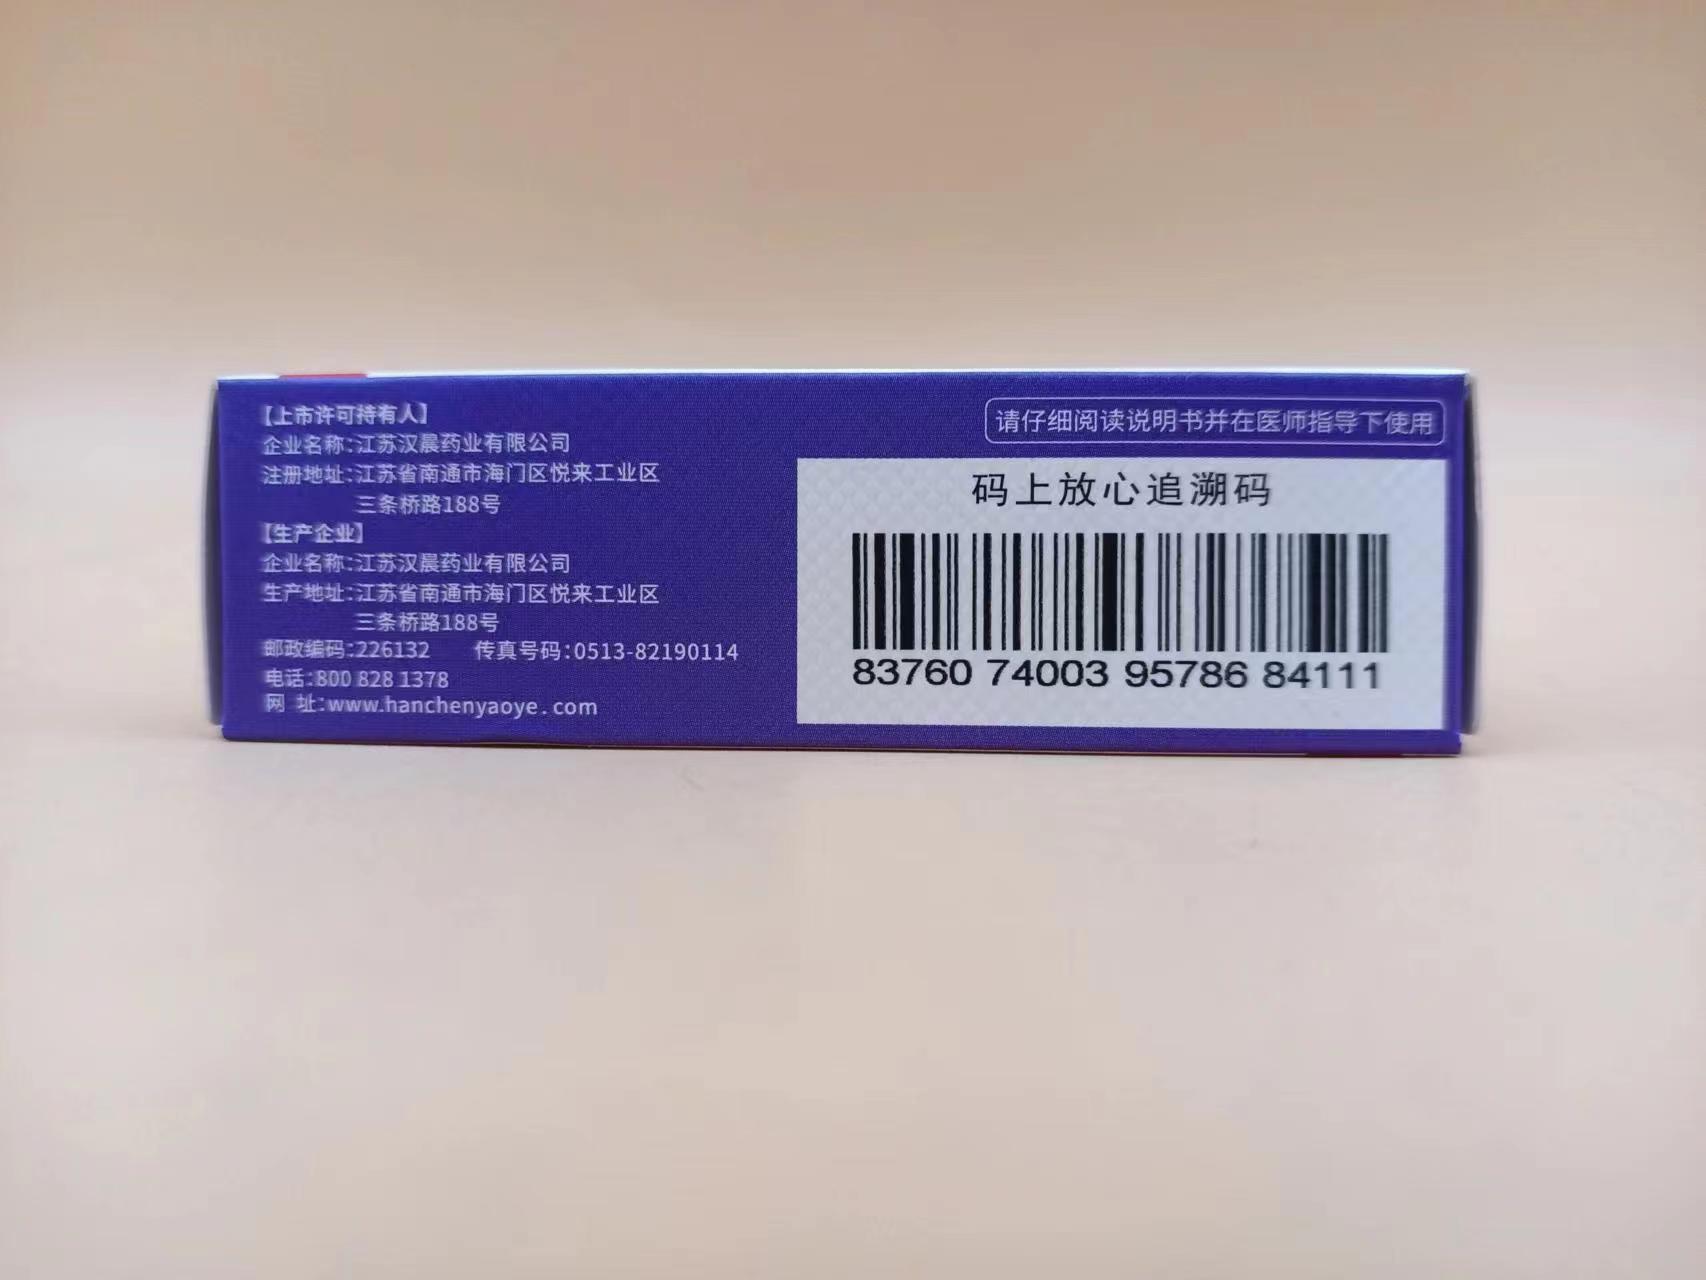 【上市许可持有人】
企业名称:江苏汉晨药业有限公司
注册地址:江苏省南通市海门区悦来工业区
三条桥路188号
【生产企业】
企业名称:江苏汉晨药业有限公司
生产地址:江苏省南通市海门区悦来工业区
三条桥路188号
邮政编码:226132 传真号码:0513-82190114
电话:800 828 1378
网 址:www.hanchenyaoye.com
请仔细阅读说明书并在医师指导下使用
码上放心追溯码
83760 74003 95786 84111